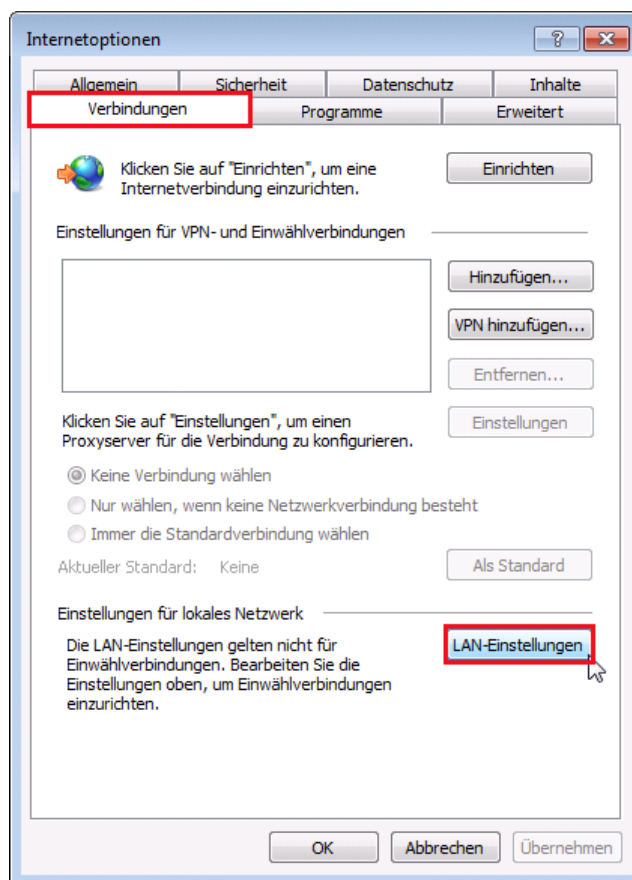 Internetoptionen
Allgemein Sicherheit Datenschutz Inhalte
Verbindungen Programme Erweitert
Klicken Sie auf "Einrichten", um eine Einrichten
Internetverbindung einzurichten.
Einstellungen für VPN- und Einwählverbindungen
Hinzufügen...
VPN hinzufügen...
Entfernen...
Klicken Sie auf "Einstellungen", um einen Einstellungen
Proxyserver für die Verbindung zu konfigurieren.
Keine Verbindung wählen
Nur wählen, wenn keine Netzwerkverbindung besteht
Immer die Standardverbindung wählen
Aktueller Standard: Keine Als Standard
Einstellungen für lokales Netzwerk
Die LAN-Einstellungen gelten nicht für LAN-Einstellungen
Einwählverbindungen. Bearbeiten Sie die
Einstellungen oben, um Einwählverbindungen
einzurichten.
OK Abbrechen Übernehmen